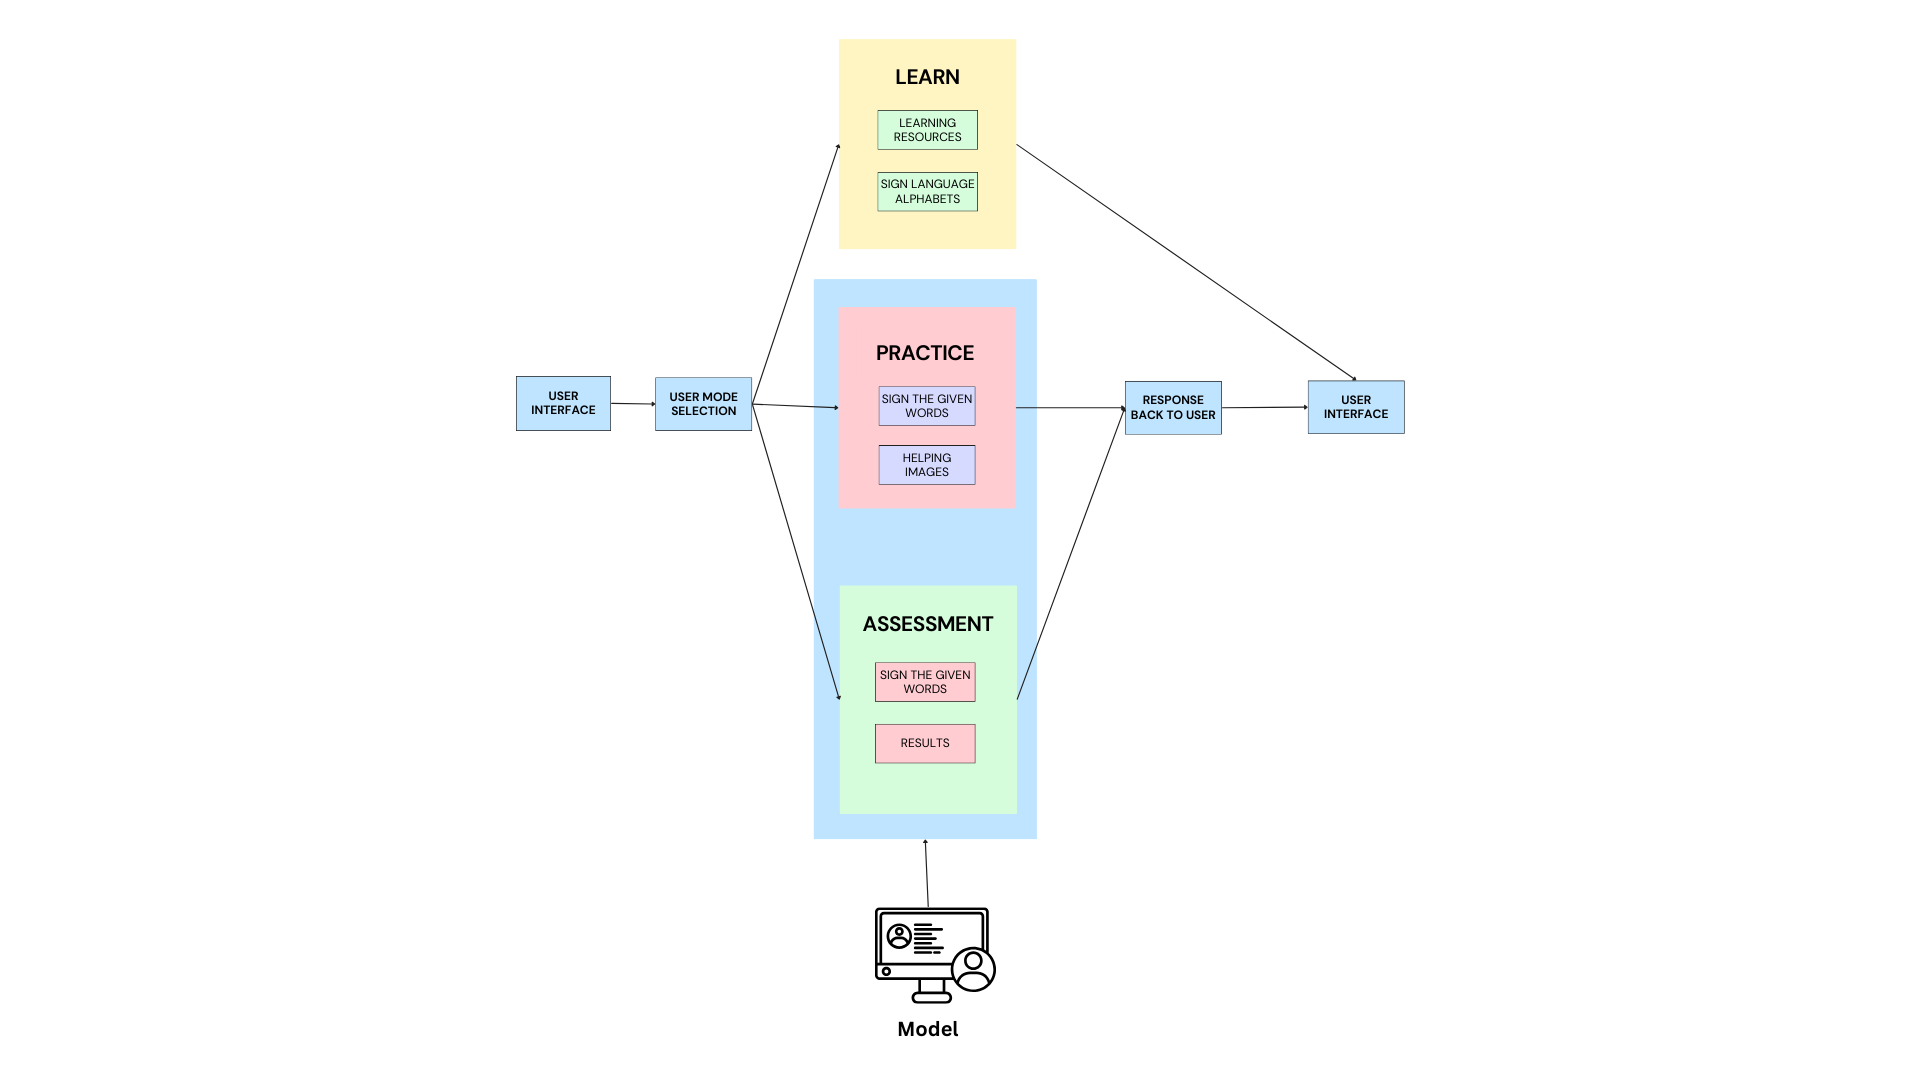 LEARN
LEARNING
RESOURCES
SIGN LANGUAGE
ALPHABETS
PRACTICE
SIGN THE GIVEN
WORDS
HELPING
IMAGES
USER
INTERFACE
USER MODE
SELECTION
RESPONSE
BACK TO USER
USER
INTERFACE
ASSESSMENT
SIGN THE GIVEN
WORDS
RESULTS
Model